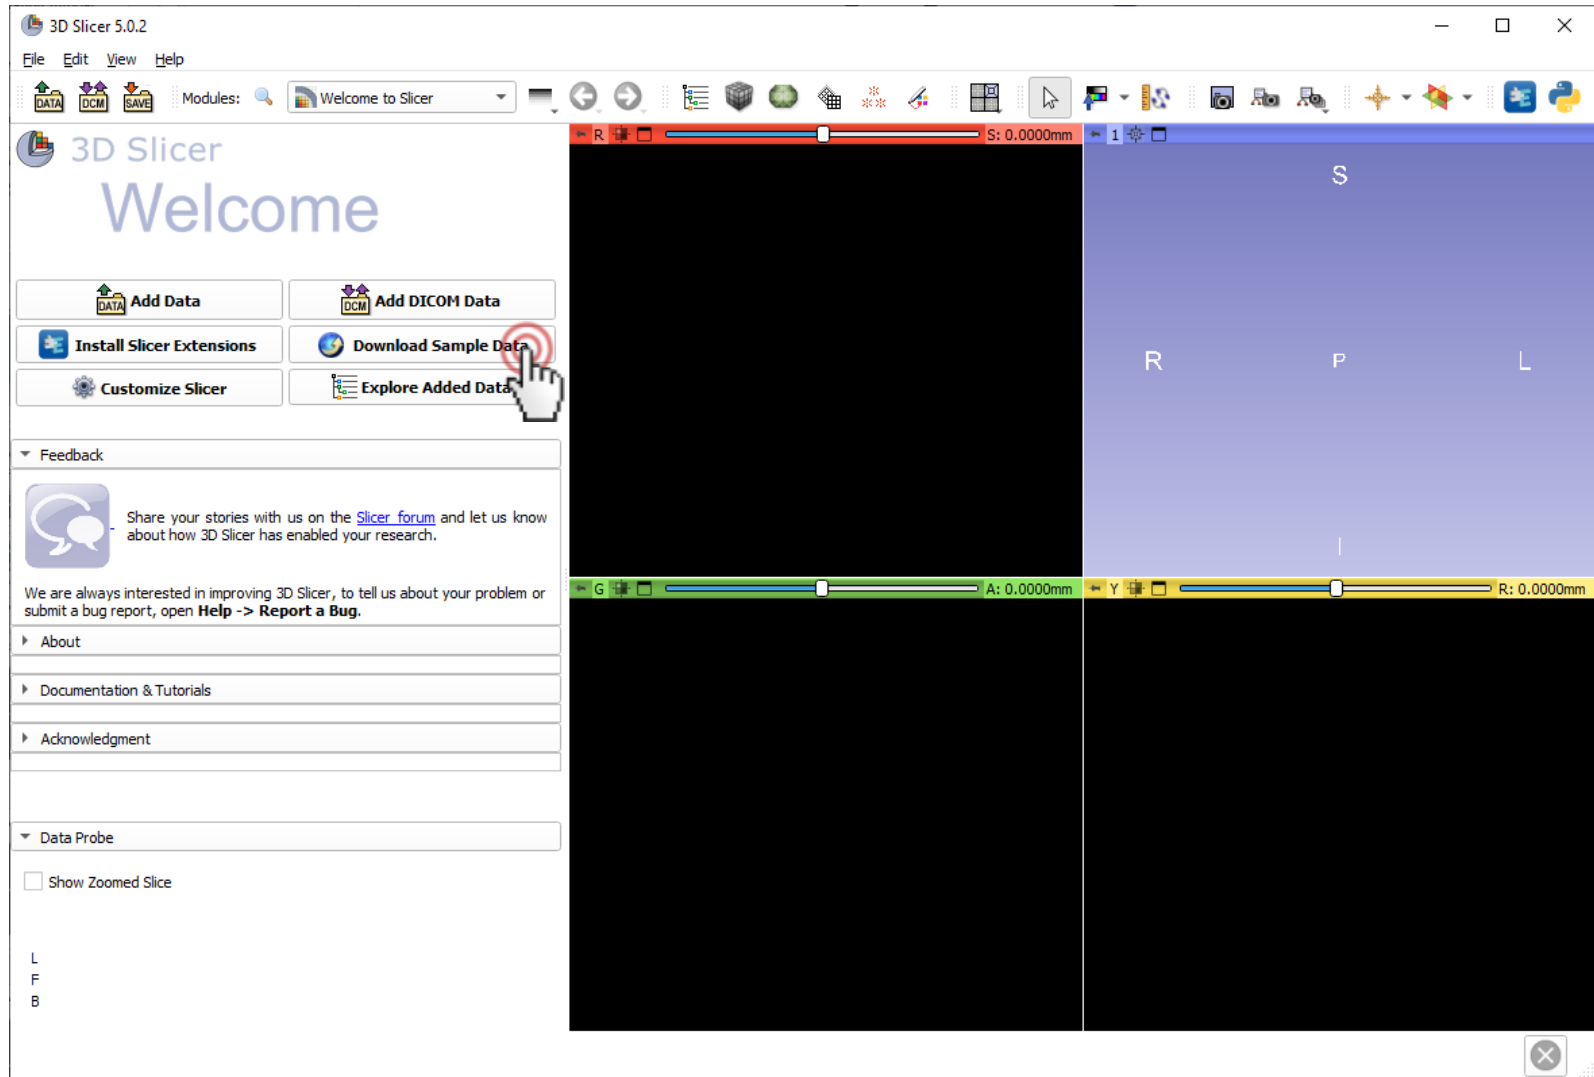 3D Slicer 5.0.2
File Edit View Help
DATA DCM SAVE Modules: Welcome to Slicer
R S: 0.0000mm 1
3D Slicer
Welcome
S
DATA Add Data DCM Add DICOM Data
Install Slicer Extensions Download Sample Data
Customize Slicer Explore Added Data
R P L
I
Feedback
Share your stories with us on the Slicer forum and let us know
about how 3D Slicer has enabled your research.
We are always interested in improving 3D Slicer, to tell us about your problem or
submit a bug report, open Help -> Report a Bug.
G A: 0.0000mm Y R: 0.0000mm
About
Documentation & Tutorials
Acknowledgment
Data Probe
Show Zoomed Slice
L
F
B